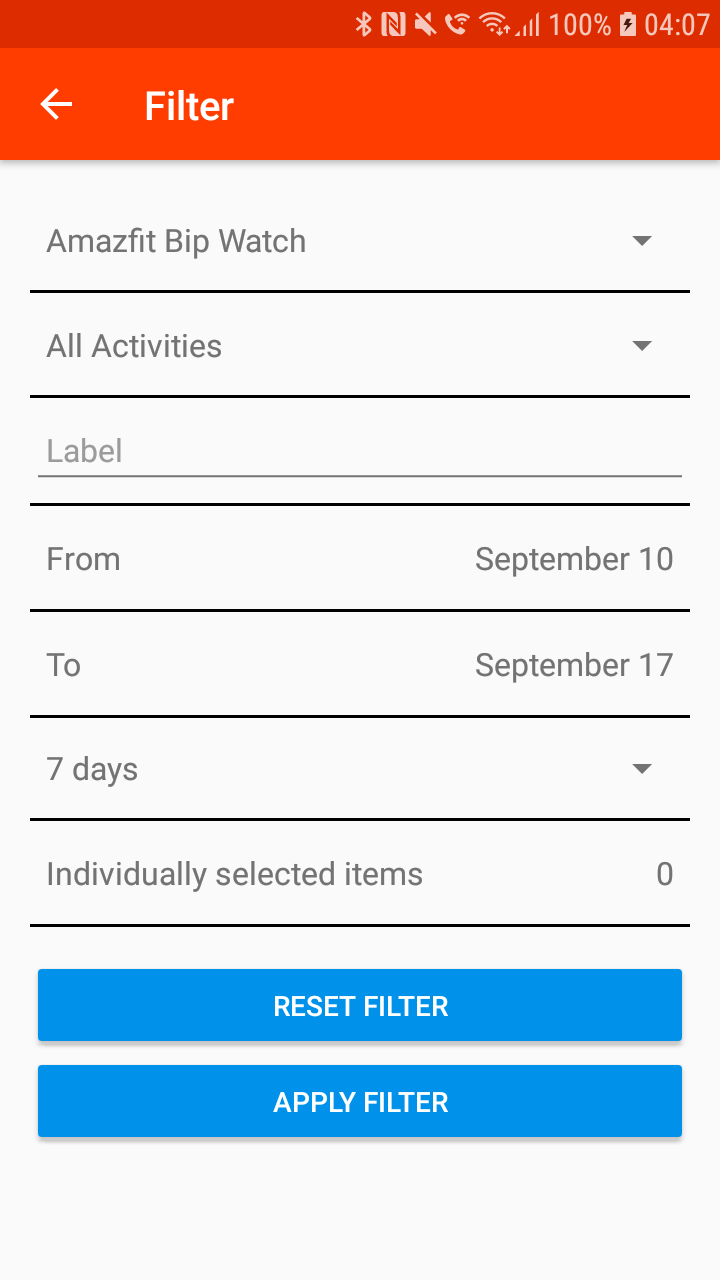 100% 04:07
Filter
Amazfit Bip Watch
All Activities
Label
From September 10
To September 17
7 days
Individually selected items 0
RESET FILTER
APPLY FILTER